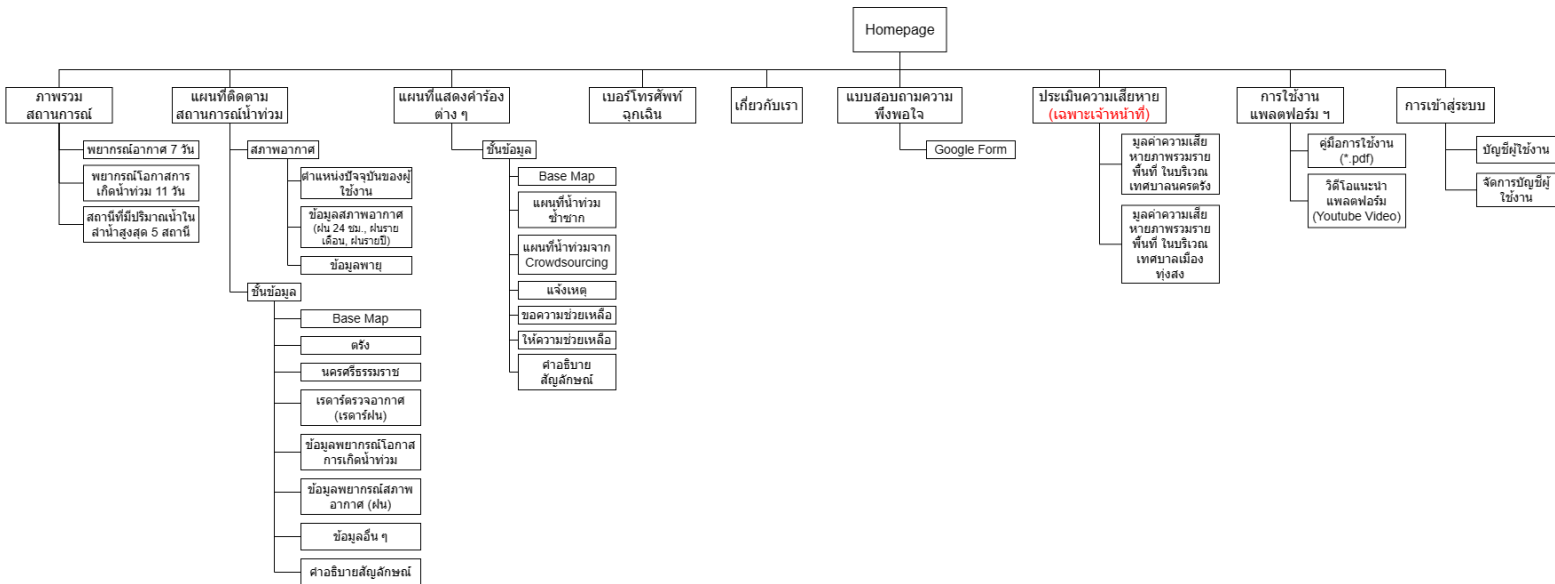 Homepage
ภาพรวม
สถานการณ์
พยากรณ์อากาศ 7 วัน
พยากรณ์โอกาสการ
เกิดน้ำท่วม 11 วัน
สถานีที่มีปริมาณน้ำใน
ลำน้ำสูงสุด 5 สถานี
แผนที่ติดตาม
สถานการณ์น้ำท่วม
สภาพอากาศ
ตำแหน่งปัจจุบันของผู้
ใช้งาน
ข้อมูลสภาพอากาศ
(ฝน 24 ชม., ฝนราย
เดือน, ฝนรายปี)
ข้อมูลพายุ
ชั้นข้อมูล
Base Map
ตรัง
นครศรีธรรมราช
เรดาร์ตรวจอากาศ
(เรดาร์ฝน)
ข้อมูลพยากรณ์โอกาส
การเกิดน้ำท่วม
ข้อมูลพยากรณ์สภาพ
อากาศ (ฝน)
ข้อมูลอื่น ๆ
คำอธิบายสัญลักษณ์
แผนที่แสดงคำร้อง
ต่าง ๆ
ชั้นข้อมูล
Base Map
แผนที่น้ำท่วม
ซ้ำซาก
แผนที่น้ำท่วมจาก
Crowdsourcing
แจ้งเหตุ
ขอความช่วยเหลือ
ให้ความช่วยเหลือ
คำอธิบาย
สัญลักษณ์
เบอร์โทรศัพท์
ฉุกเฉิน
เกี่ยวกับเรา
แบบสอบถามความ
พึงพอใจ
Google Form
ประเมินความเสียหาย
(เฉพาะเจ้าหน้าที่)
มูลค่าความเสีย
หายภาพรวมราย
พื้นที่ ในบริเวณ
เทศบาลนครตรัง
มูลค่าความเสีย
หายภาพรวมราย
พื้นที่ ในบริเวณ
เทศบาลเมือง
ทุ่งสง
การใช้งาน
แพลตฟอร์ม ฯ
คู่มือการใช้งาน
(*.pdf)
วิดีโอแนะนำ
แพลตฟอร์ม
(Youtube Video)
การเข้าสู่ระบบ
บัญชีผู้ใช้งาน
จัดการบัญชีผู้
ใช้งาน